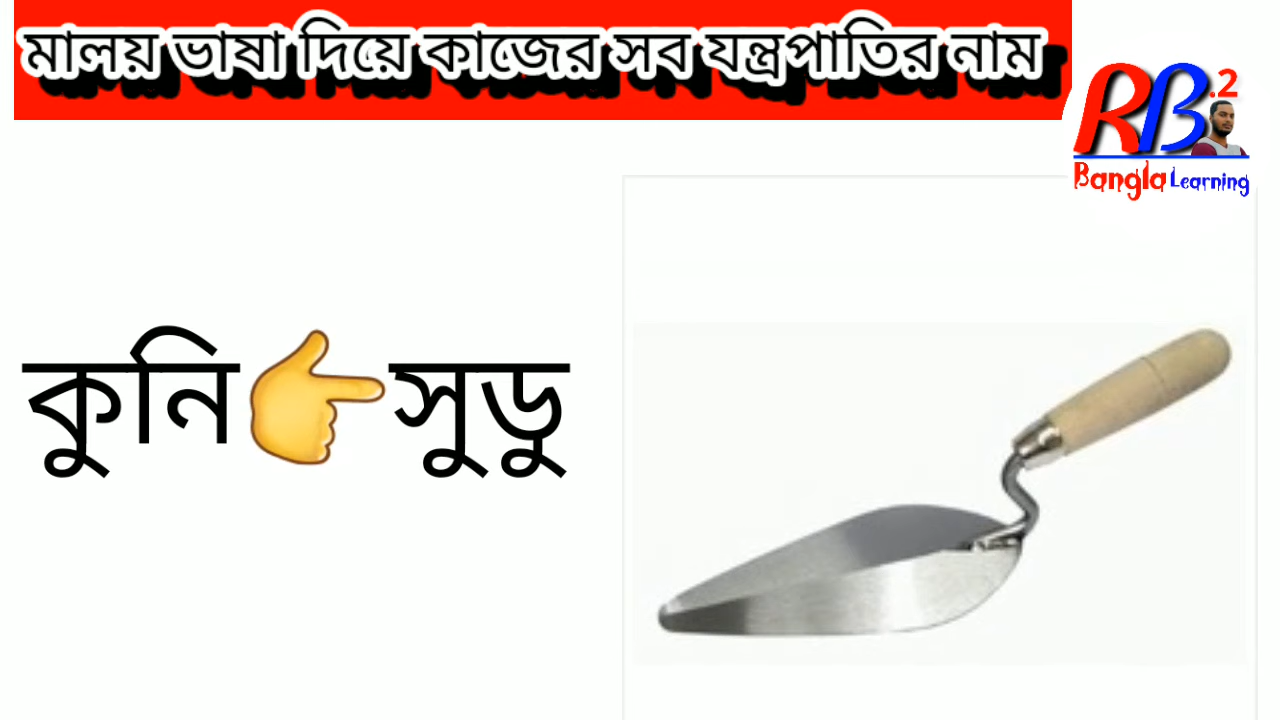 মালয় ভাষা দিয়ে কাজের সব যন্ত্রপাতির নাম
RB.2
Bangla Learning
কুনি👉সুডু